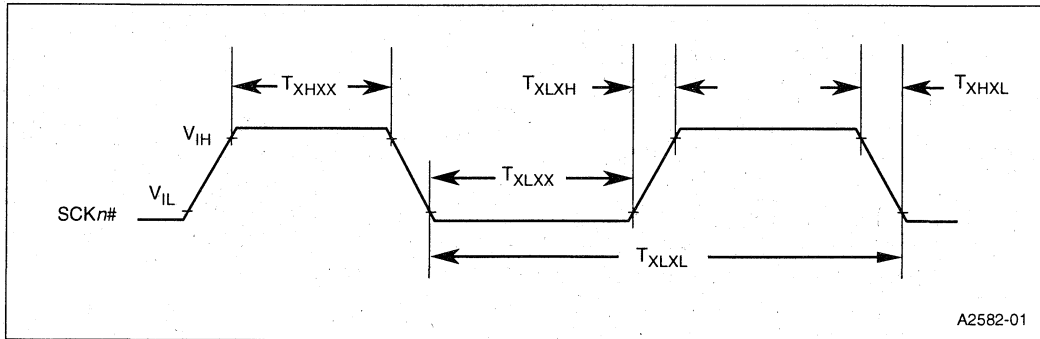 T_XHXX
T_XLXH
T_XHXL
V_IH
T_XLXX
V_IL
SCKn#
T_XLXL
A2582-01